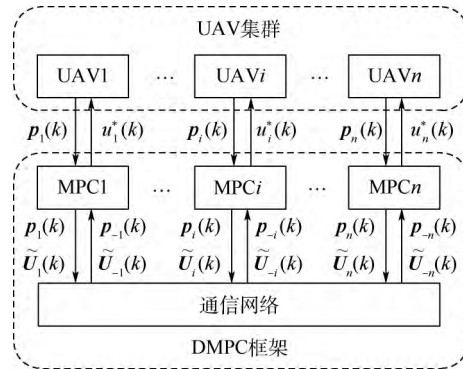 UAV集群
UAV1 … UAVi … UAVn
p₁(k) u₁*(k) pᵢ(k) uᵢ*(k) pₙ(k) uₙ*(k)
MPC1 … MPCi … MPCn
p₁(k) p₋₁(k) pᵢ(k) p₋ᵢ(k) pₙ(k) p₋ₙ(k)
Ũ₁(k) Ũ₋₁(k) Ũᵢ(k) Ũ₋ᵢ(k) Ũₙ(k) Ũ₋ₙ(k)
通信网络
DMPC框架